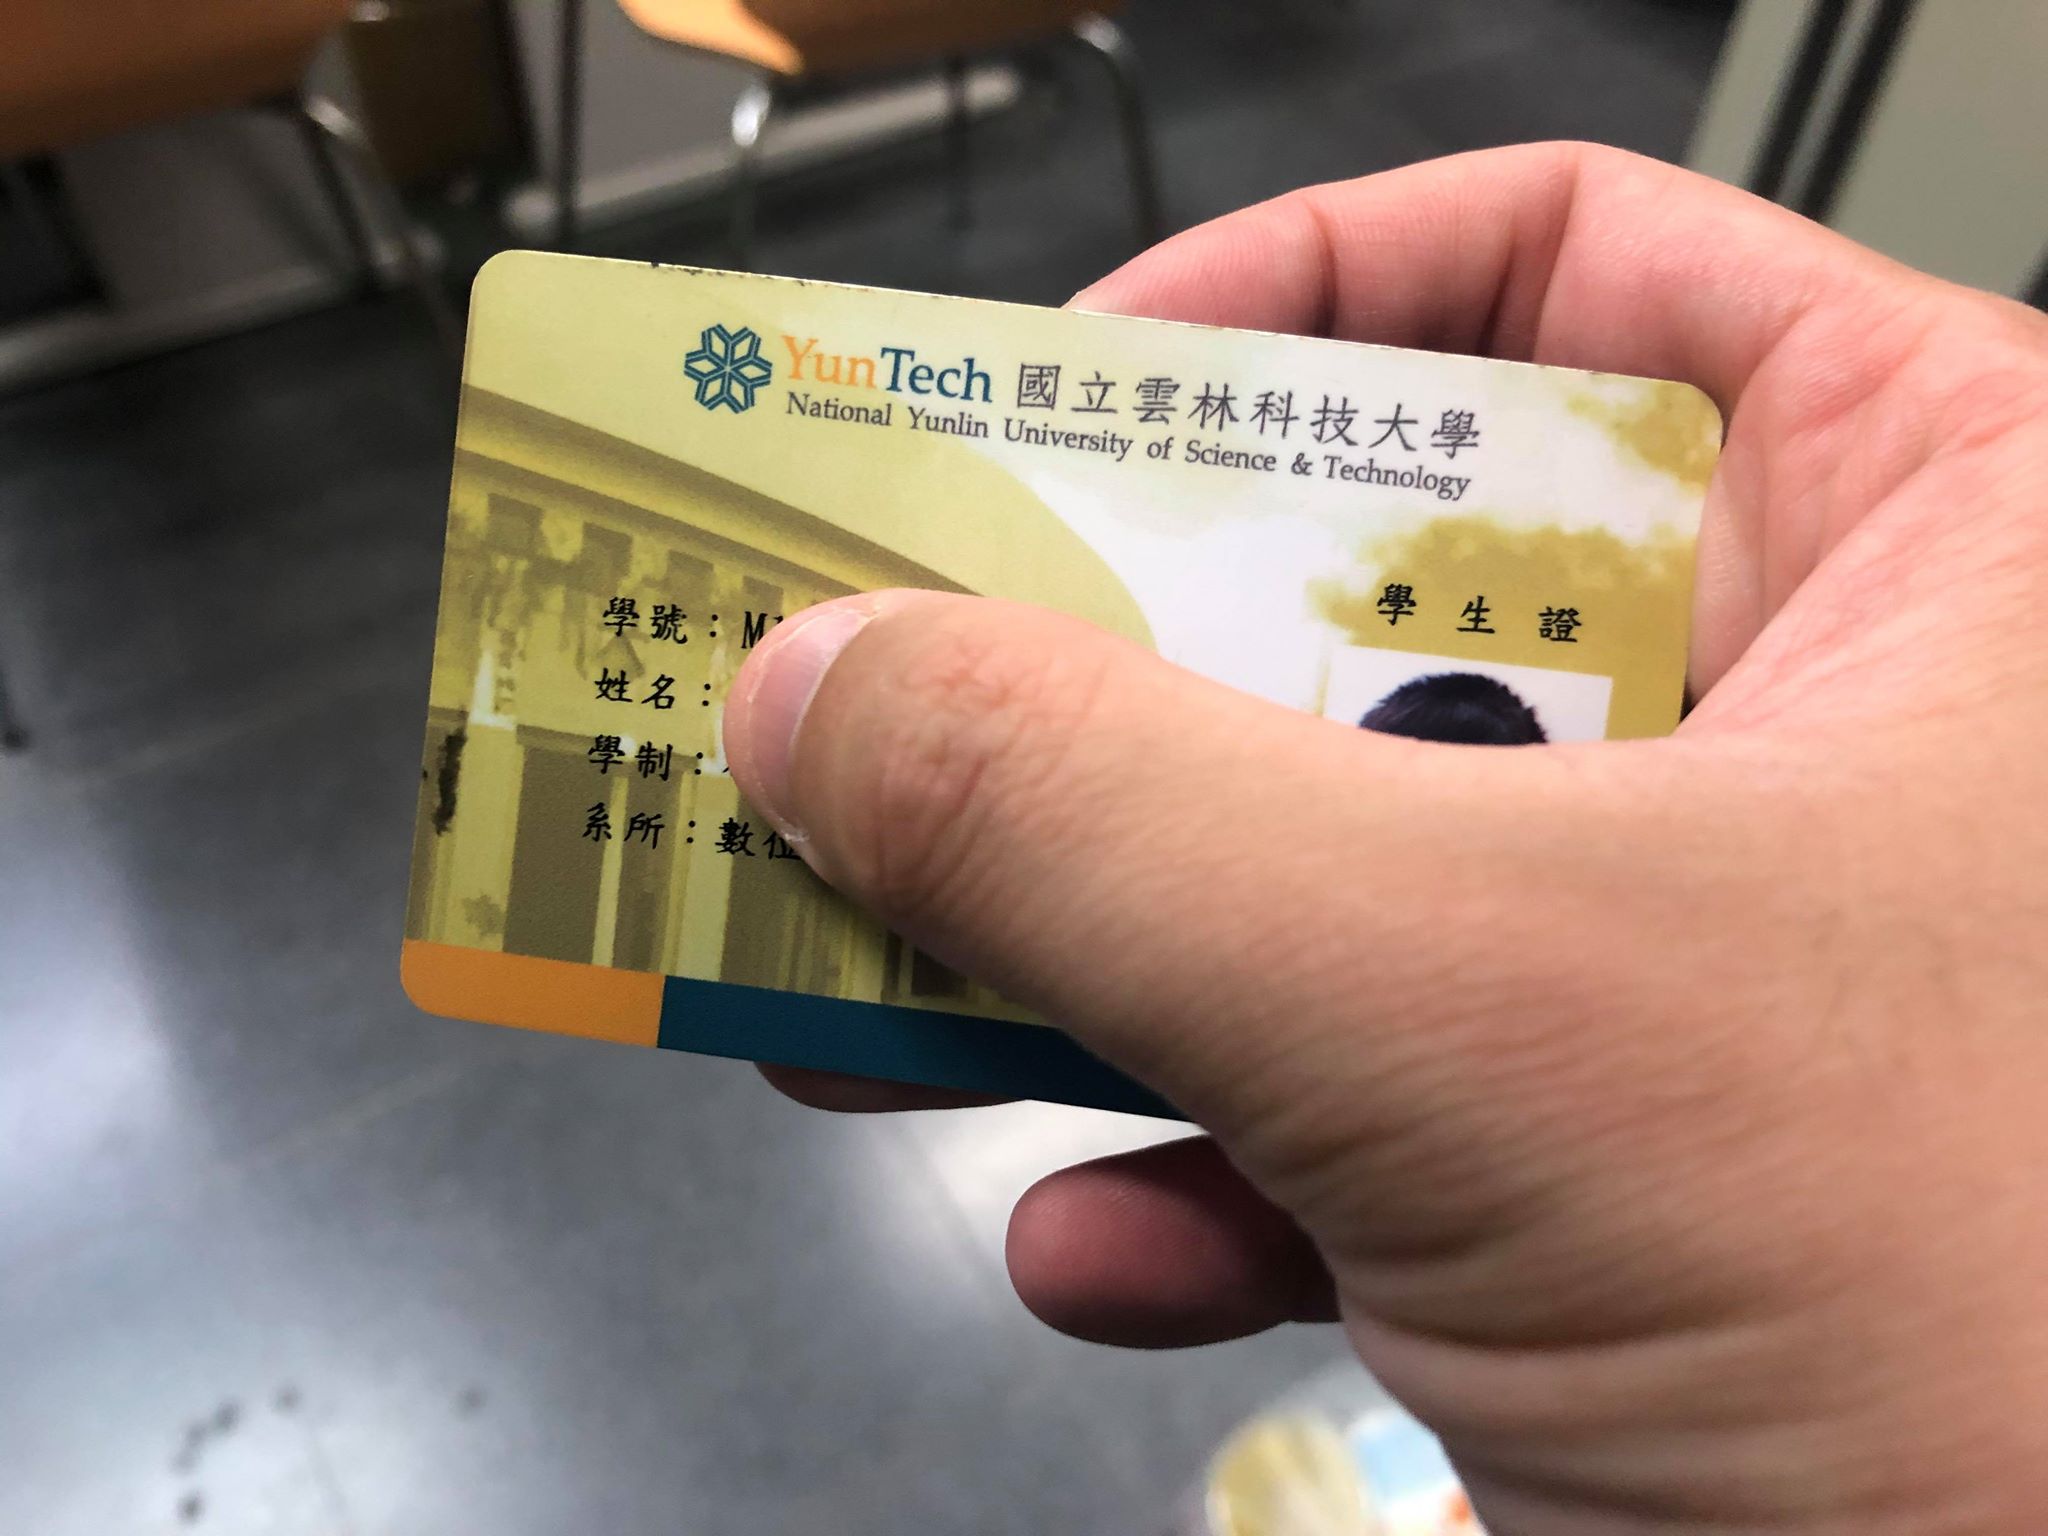 YunTech 國立雲林科技大學
National Yunlin University of Science & Technology
學生證
學號：M1
姓名：
學制：
系所：數位